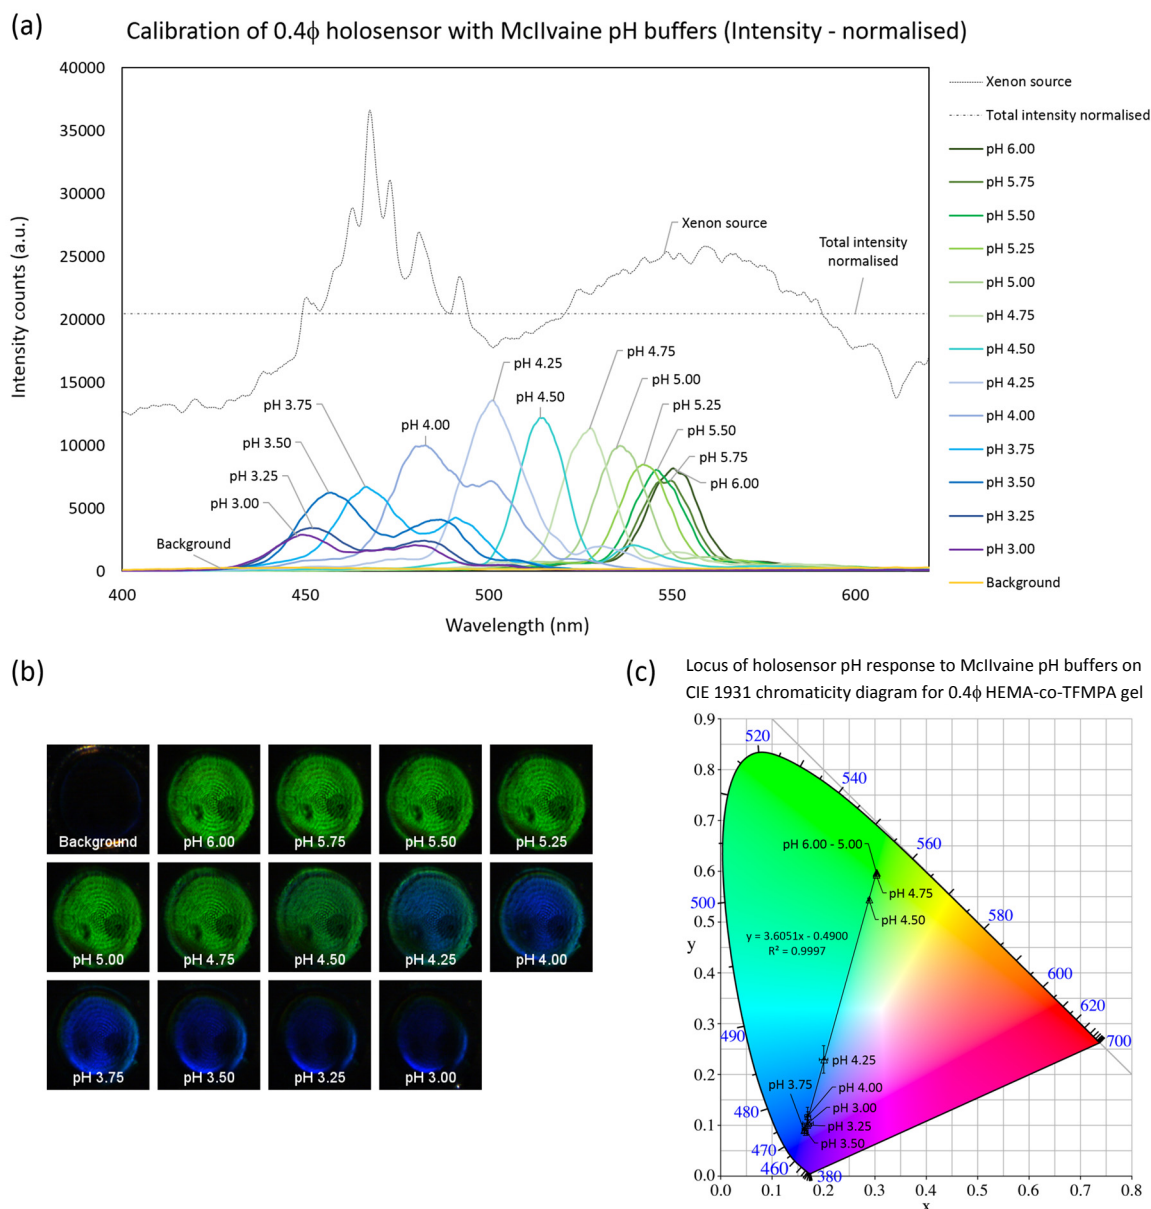 (a)
Calibration of 0.4ϕ holosensor with McIlvaine pH buffers (Intensity - normalised)
40000
35000
30000
25000
20000
15000
10000
5000
0
Intensity counts (a.u.)
400
450
500
550
600
Wavelength (nm)
Xenon source
Total intensity
normalised
pH 4.75
pH 4.25
pH 5.00
pH 4.50
pH 5.25
pH 3.75
pH 4.00
pH 5.50
pH 3.50
pH 5.75
pH 3.25
pH 6.00
pH 3.00
Background
Xenon source
Total intensity normalised
pH 6.00
pH 5.75
pH 5.50
pH 5.25
pH 5.00
pH 4.75
pH 4.50
pH 4.25
pH 4.00
pH 3.75
pH 3.50
pH 3.25
pH 3.00
Background
(b)
Background
pH 6.00
pH 5.75
pH 5.50
pH 5.25
pH 5.00
pH 4.75
pH 4.50
pH 4.25
pH 4.00
pH 3.75
pH 3.50
pH 3.25
pH 3.00
(c)
Locus of holosensor pH response to McIlvaine pH buffers on
CIE 1931 chromaticity diagram for 0.4ϕ HEMA-co-TFMPA gel
0.9
0.8
0.7
0.6
0.5
0.4
0.3
0.2
0.1
0.0
y
0.0
0.1
0.2
0.3
0.4
0.5
0.6
0.7
0.8
x
520
540
560
580
600
620
700
500
490
480
470
460
380
pH 6.00 - 5.00
pH 4.75
pH 4.50
y = 3.6051x - 0.4900
R² = 0.9997
pH 4.25
pH 3.75
pH 4.00
pH 3.00
pH 3.25
pH 3.50